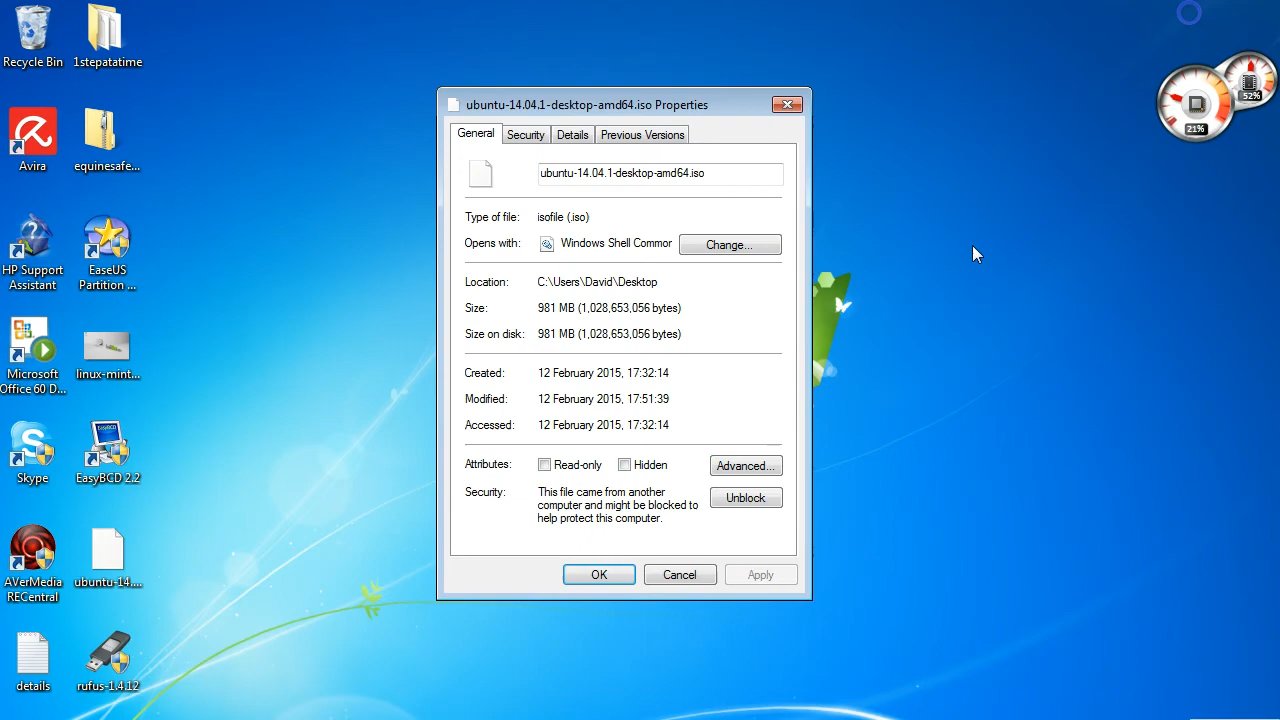 Recycle Bin
1stepatatime
Avira
equinesafe...
HP Support
Assistant
EaseUS
Partition ...
Microsoft
Office 60 D...
linux-mint...
Skype
EasyBCD 2.2
AVerMedia
RECentral
ubuntu-14....
details
rufus-1.4.12
ubuntu-14.04.1-desktop-amd64.iso Properties
General
Security
Details
Previous Versions
ubuntu-14.04.1-desktop-amd64.iso
Type of file: isofile (.iso)
Opens with: Windows Shell Commor Change...
Location: C:\Users\David\Desktop
Size: 981 MB (1,028,653,056 bytes)
Size on disk: 981 MB (1,028,653,056 bytes)
Created: 12 February 2015, 17:32:14
Modified: 12 February 2015, 17:51:39
Accessed: 12 February 2015, 17:32:14
Attributes: Read-only Hidden Advanced...
Security: This file came from another
computer and might be blocked to
help protect this computer.
Unblock
OK Cancel Apply
52%
21%